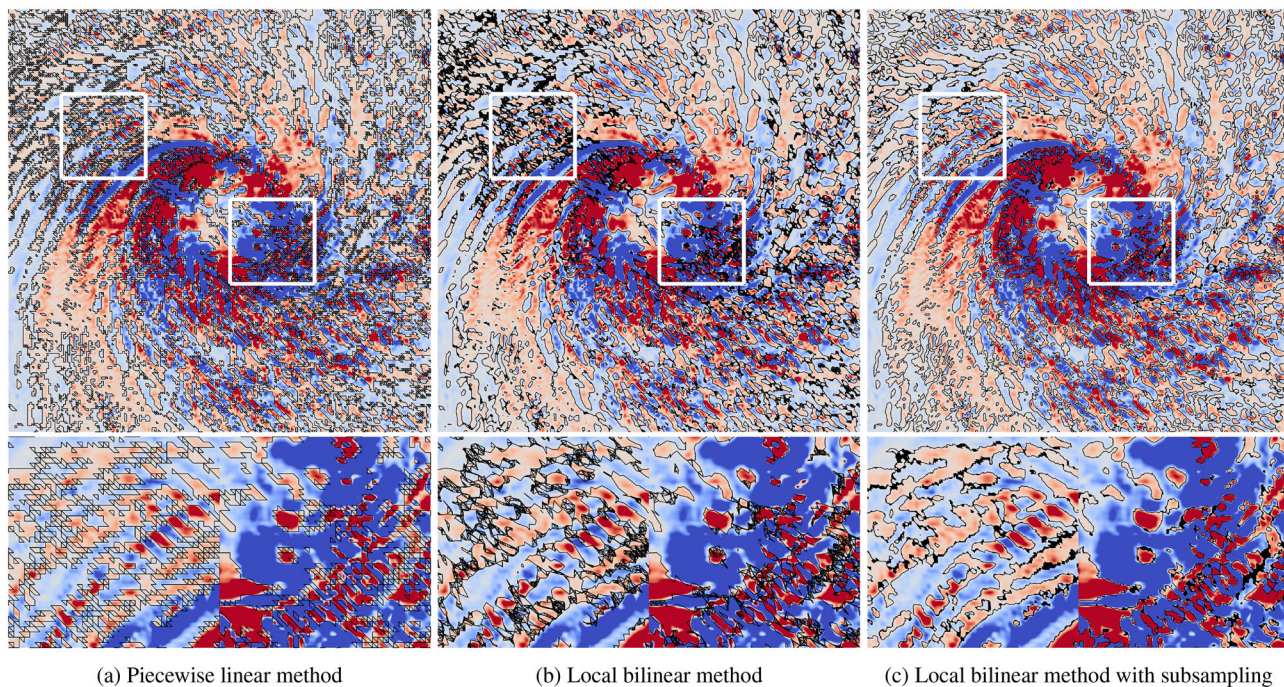 (a) Piecewise linear method
(b) Local bilinear method
(c) Local bilinear method with subsampling